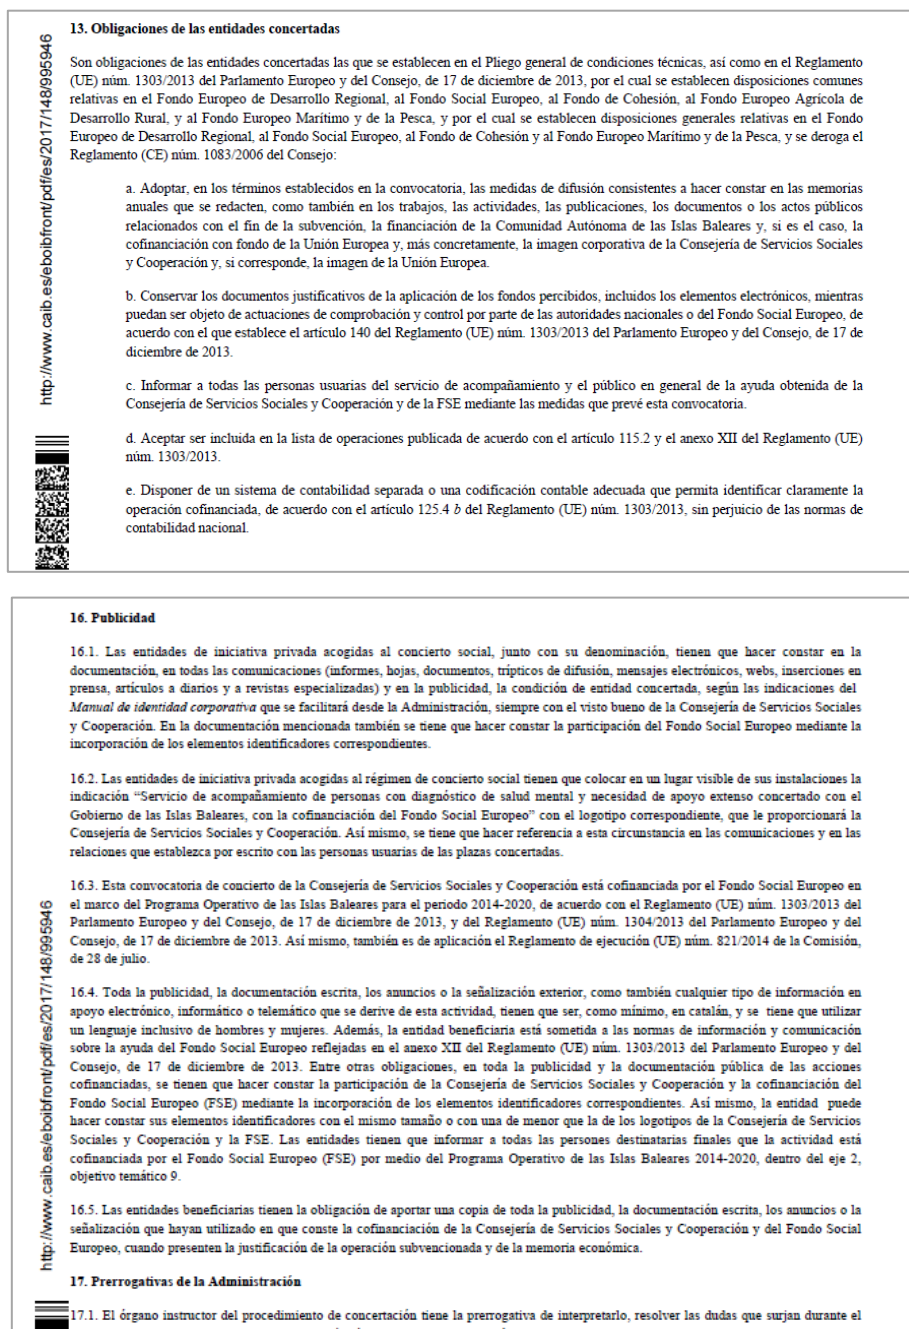 13. Obligaciones de las entidades concertadas
Son obligaciones de las entidades concertadas las que se establecen en el Pliego general de condiciones técnicas, así como en el Reglamento
(UE) núm. 1303/2013 del Parlamento Europeo y del Consejo, de 17 de diciembre de 2013, por el cual se establecen disposiciones comunes
relativas en el Fondo Europeo de Desarrollo Regional, al Fondo Social Europeo, al Fondo de Cohesión, al Fondo Europeo Agrícola de
Desarrollo Rural, y al Fondo Europeo Marítimo y de la Pesca, y por el cual se establecen disposiciones generales relativas en el Fondo
Europeo de Desarrollo Regional, al Fondo Social Europeo, al Fondo de Cohesión y al Fondo Europeo Marítimo y de la Pesca, y se deroga el
Reglamento (CE) núm. 1083/2006 del Consejo:
a. Adoptar, en los términos establecidos en la convocatoria, las medidas de difusión consistentes a hacer constar en las memorias
anuales que se redacten, como también en los trabajos, las actividades, las publicaciones, los documentos o los actos públicos
relacionados con el fin de la subvención, la financiación de la Comunidad Autónoma de las Islas Baleares y, si es el caso, la
cofinanciación con fondo de la Unión Europea y, más concretamente, la imagen corporativa de la Consejería de Servicios Sociales
y Cooperación y, si corresponde, la imagen de la Unión Europea.
b. Conservar los documentos justificativos de la aplicación de los fondos percibidos, incluidos los elementos electrónicos, mientras
puedan ser objeto de actuaciones de comprobación y control por parte de las autoridades nacionales o del Fondo Social Europeo, de
acuerdo con el que establece el artículo 140 del Reglamento (UE) núm. 1303/2013 del Parlamento Europeo y del Consejo, de 17 de
diciembre de 2013.
c. Informar a todas las personas usuarias del servicio de acompañamiento y el público en general de la ayuda obtenida de la
Consejería de Servicios Sociales y Cooperación y de la FSE mediante las medidas que prevé esta convocatoria.
d. Aceptar ser incluida en la lista de operaciones publicada de acuerdo con el artículo 115.2 y el anexo XII del Reglamento (UE)
núm. 1303/2013.
e. Disponer de un sistema de contabilidad separada o una codificación contable adecuada que permita identificar claramente la
operación cofinanciada, de acuerdo con el artículo 125.4 b del Reglamento (UE) núm. 1303/2013, sin perjuicio de las normas de
contabilidad nacional.
http://www.caib.es/eboibfront/pdf/es/2017/148/995946
16. Publicidad
16.1. Las entidades de iniciativa privada acogidas al concierto social, junto con su denominación, tienen que hacer constar en la
documentación, en todas las comunicaciones (informes, hojas, documentos, trípticos de difusión, mensajes electrónicos, webs, inserciones en
prensa, artículos a diarios y a revistas especializadas) y en la publicidad, la condición de entidad concertada, según las indicaciones del
Manual de identidad corporativa que se facilitará desde la Administración, siempre con el visto bueno de la Consejería de Servicios Sociales
y Cooperación. En la documentación mencionada también se tiene que hacer constar la participación del Fondo Social Europeo mediante la
incorporación de los elementos identificadores correspondientes.
16.2. Las entidades de iniciativa privada acogidas al régimen de concierto social tienen que colocar en un lugar visible de sus instalaciones la
indicación “Servicio de acompañamiento de personas con diagnóstico de salud mental y necesidad de apoyo extenso concertado con el
Gobierno de las Islas Baleares, con la cofinanciación del Fondo Social Europeo” con el logotipo correspondiente, que le proporcionará la
Consejería de Servicios Sociales y Cooperación. Así mismo, se tiene que hacer referencia a esta circunstancia en las comunicaciones y en las
relaciones que establezca por escrito con las personas usuarias de las plazas concertadas.
16.3. Esta convocatoria de concierto de la Consejería de Servicios Sociales y Cooperación está cofinanciada por el Fondo Social Europeo en
el marco del Programa Operativo de las Islas Baleares para el periodo 2014-2020, de acuerdo con el Reglamento (UE) núm. 1303/2013 del
Parlamento Europeo y del Consejo, de 17 de diciembre de 2013, y del Reglamento (UE) núm. 1304/2013 del Parlamento Europeo y del
Consejo, de 17 de diciembre de 2013. Así mismo, también es de aplicación el Reglamento de ejecución (UE) núm. 821/2014 de la Comisión,
de 28 de julio.
16.4. Toda la publicidad, la documentación escrita, los anuncios o la señalización exterior, como también cualquier tipo de información en
apoyo electrónico, informático o telemático que se derive de esta actividad, tienen que ser, como mínimo, en catalán, y se tiene que utilizar
un lenguaje inclusivo de hombres y mujeres. Además, la entidad beneficiaria está sometida a las normas de información y comunicación
sobre la ayuda del Fondo Social Europeo reflejadas en el anexo XII del Reglamento (UE) núm. 1303/2013 del Parlamento Europeo y del
Consejo, de 17 de diciembre de 2013. Entre otras obligaciones, en toda la publicidad y la documentación pública de las acciones
cofinanciadas, se tienen que hacer constar la participación de la Consejería de Servicios Sociales y Cooperación y la cofinanciación del
Fondo Social Europeo (FSE) mediante la incorporación de los elementos identificadores correspondientes. Así mismo, la entidad puede
hacer constar sus elementos identificadores con el mismo tamaño o con una de menor que la de los logotipos de la Consejería de Servicios
Sociales y Cooperación y la FSE. Las entidades tienen que informar a todas las personas destinatarias finales que la actividad está
cofinanciada por el Fondo Social Europeo (FSE) por medio del Programa Operativo de las Islas Baleares 2014-2020, dentro del eje 2,
objetivo temático 9.
16.5. Las entidades beneficiarias tienen la obligación de aportar una copia de toda la publicidad, la documentación escrita, los anuncios o la
señalización que hayan utilizado en que conste la cofinanciación de la Consejería de Servicios Sociales y Cooperación y del Fondo Social
Europeo, cuando presenten la justificación de la operación subvencionada y de la memoria económica.
17. Prerrogativas de la Administración
17.1. El órgano instructor del procedimiento de concertación tiene la prerrogativa de interpretarlo, resolver las dudas que surjan durante el
http://www.caib.es/eboibfront/pdf/es/2017/148/995946